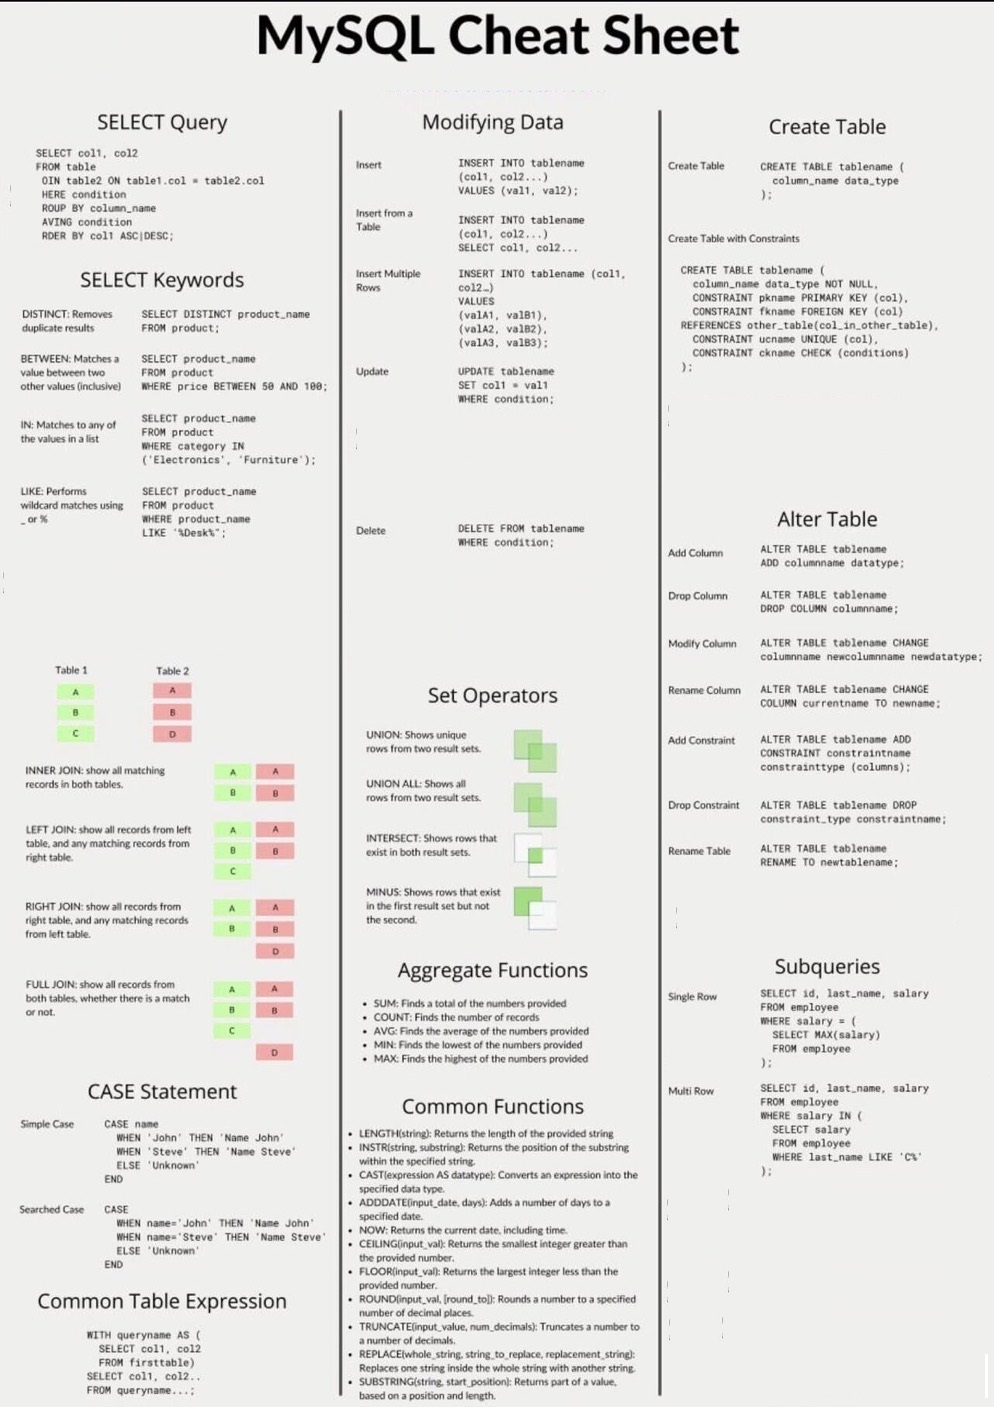 MySQL Cheat Sheet
SELECT Query
SELECT col1, col2
FROM table
OIN table2 ON table1.col = table2.col
HERE condition
ROUP BY column_name
AVING condition
RDER BY col1 ASC|DESC;
SELECT Keywords
DISTINCT: Removes
duplicate results
SELECT DISTINCT product_name
FROM product;
BETWEEN: Matches a
value between two
other values (inclusive)
SELECT product_name
FROM product
WHERE price BETWEEN 50 AND 100;
IN: Matches to any of
the values in a list
SELECT product_name
FROM product
WHERE category IN
('Electronics', 'Furniture');
LIKE: Performs
wildcard matches using
_ or %
SELECT product_name
FROM product
WHERE product_name
LIKE '%Desk%";
Table 1
Table 2
A
A
B
B
C
D
INNER JOIN: show all matching
records in both tables.
A
A
B
B
LEFT JOIN: show all records from left
table, and any matching records from
right table.
A
A
B
B
C
RIGHT JOIN: show all records from
right table, and any matching records
from left table.
A
A
B
B
D
FULL JOIN: show all records from
both tables, whether there is a match
or not.
A
A
B
B
C
D
CASE Statement
Simple Case
CASE name
WHEN 'John' THEN 'Name John'
WHEN 'Steve' THEN 'Name Steve'
ELSE 'Unknown'
END
Searched Case
CASE
WHEN name='John' THEN 'Name John'
WHEN name='Steve' THEN 'Name Steve'
ELSE 'Unknown'
END
Common Table Expression
WITH queryname AS (
SELECT col1, col2
FROM firsttable)
SELECT col1, col2..
FROM queryname...;
Modifying Data
Insert
INSERT INTO tablename
(col1, col2...)
VALUES (val1, val2);
Insert from a
Table
INSERT INTO tablename
(col1, col2...)
SELECT col1, col2...
Insert Multiple
Rows
INSERT INTO tablename (col1,
col2…)
VALUES
(valA1, valB1),
(valA2, valB2),
(valA3, valB3);
Update
UPDATE tablename
SET col1 = val1
WHERE condition;
Delete
DELETE FROM tablename
WHERE condition;
Set Operators
UNION: Shows unique
rows from two result sets.
UNION ALL: Shows all
rows from two result sets.
INTERSECT: Shows rows that
exist in both result sets.
MINUS: Shows rows that exist
in the first result set but not
the second.
Aggregate Functions
• SUM: Finds a total of the numbers provided
• COUNT: Finds the number of records
• AVG: Finds the average of the numbers provided
• MIN: Finds the lowest of the numbers provided
• MAX: Finds the highest of the numbers provided
Common Functions
• LENGTH(string): Returns the length of the provided string
• INSTR(string, substring): Returns the position of the substring
within the specified string.
• CAST(expression AS datatype): Converts an expression into the
specified data type.
• ADDDATE(input_date, days): Adds a number of days to a
specified date.
• NOW: Returns the current date, including time.
• CEILING(input_val): Returns the smallest integer greater than
the provided number.
• FLOOR(input_val): Returns the largest integer less than the
provided number.
• ROUND(input_val, [round_to]): Rounds a number to a specified
number of decimal places.
• TRUNCATE(input_value, num_decimals): Truncates a number to
a number of decimals.
• REPLACE(whole_string, string_to_replace, replacement_string):
Replaces one string inside the whole string with another string.
• SUBSTRING(string, start_position): Returns part of a value,
based on a position and length.
Create Table
Create Table
CREATE TABLE tablename (
column_name data_type
);
Create Table with Constraints
CREATE TABLE tablename (
column_name data_type NOT NULL,
CONSTRAINT pkname PRIMARY KEY (col),
CONSTRAINT fkname FOREIGN KEY (col)
REFERENCES other_table(col_in_other_table),
CONSTRAINT ucname UNIQUE (col),
CONSTRAINT ckname CHECK (conditions)
);
Alter Table
Add Column
ALTER TABLE tablename
ADD columnname datatype;
Drop Column
ALTER TABLE tablename
DROP COLUMN columnname;
Modify Column
ALTER TABLE tablename CHANGE
columnname newcolumnname newdatatype;
Rename Column
ALTER TABLE tablename CHANGE
COLUMN currentname TO newname;
Add Constraint
ALTER TABLE tablename ADD
CONSTRAINT constraintname
constrainttype (columns);
Drop Constraint
ALTER TABLE tablename DROP
constraint_type constraintname;
Rename Table
ALTER TABLE tablename
RENAME TO newtablename;
Subqueries
Single Row
SELECT id, last_name, salary
FROM employee
WHERE salary = (
SELECT MAX(salary)
FROM employee
);
Multi Row
SELECT id, last_name, salary
FROM employee
WHERE salary IN (
SELECT salary
FROM employee
WHERE last_name LIKE 'C%'
);